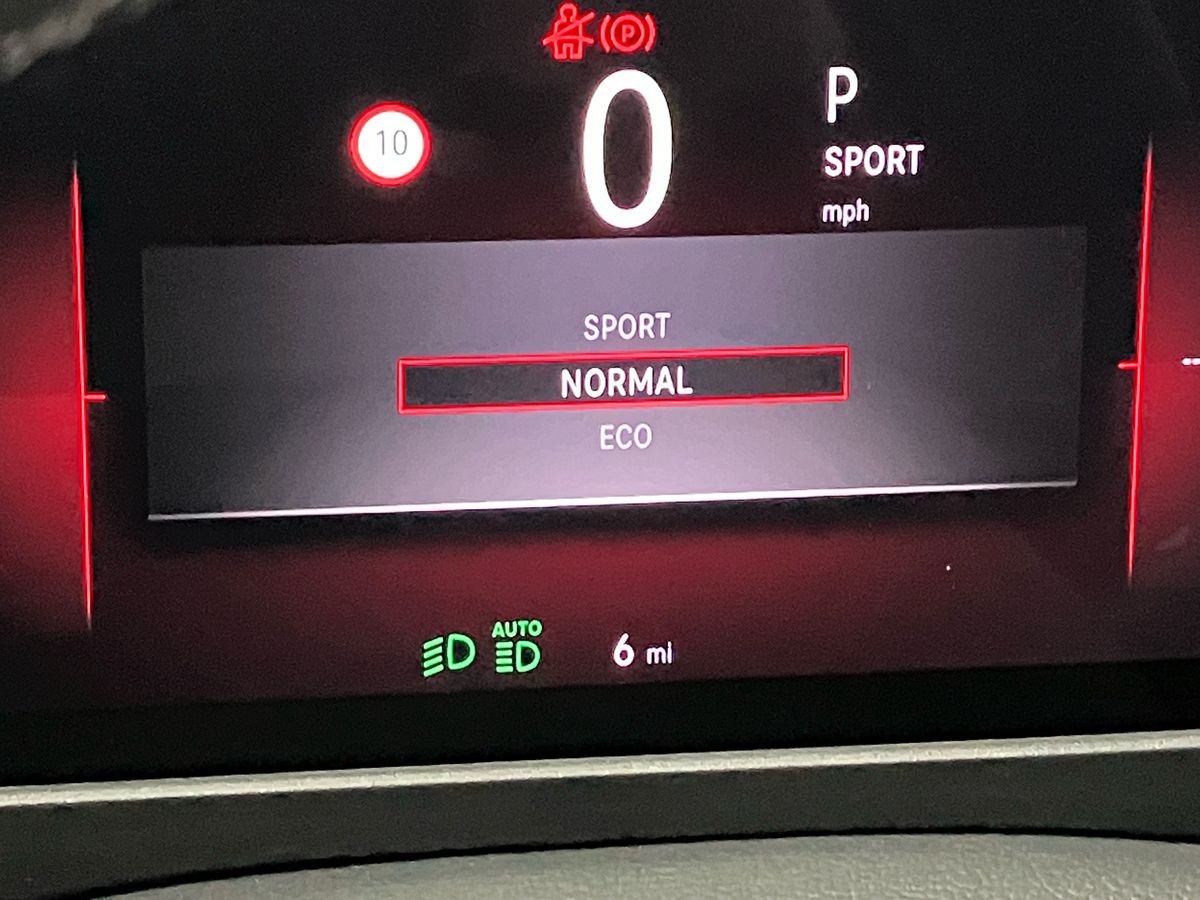 P
10
0
P
SPORT
mph
SPORT
NORMAL
ECO
AUTO
6 mi